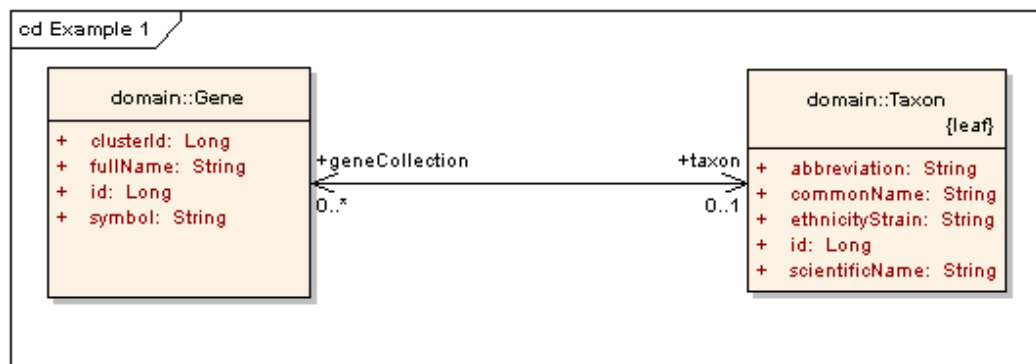 cd Example 1
domain::Gene
+ clusterId: Long
+ fullName: String
+ id: Long
+ symbol: String
+geneCollection
0..*
+taxon
0..1
domain::Taxon
{leaf}
+ abbreviation: String
+ commonName: String
+ ethnicityStrain: String
+ id: Long
+ scientificName: String